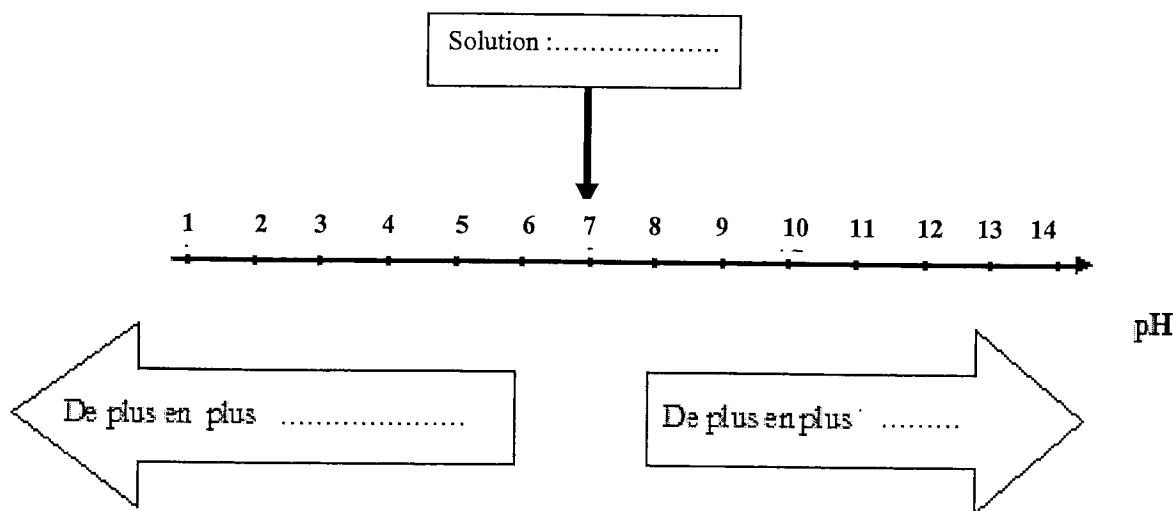 Solution :...................
1 2 3 4 5 6 7 8 9 10 11 12 13 14
pH
De plus en plus ......................
De plus en plus .........